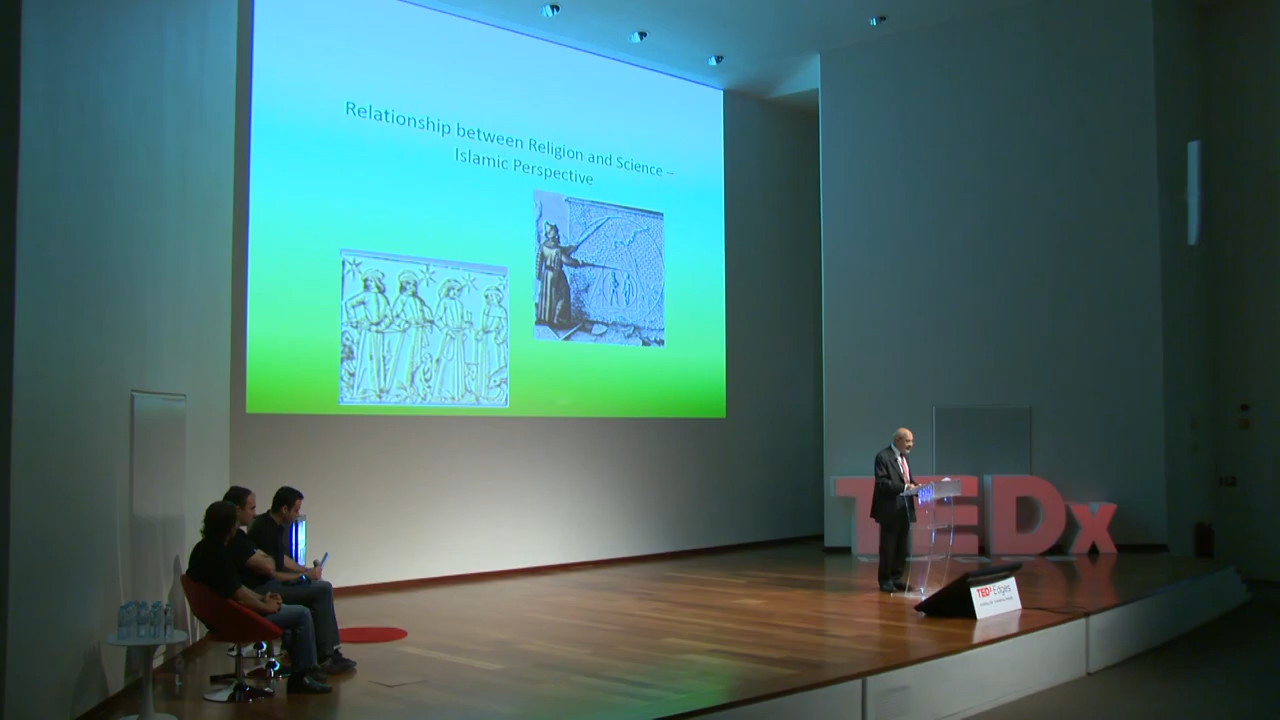 Relationship between Religion and Science –
Islamic Perspective
TEDx
TEDx Edges